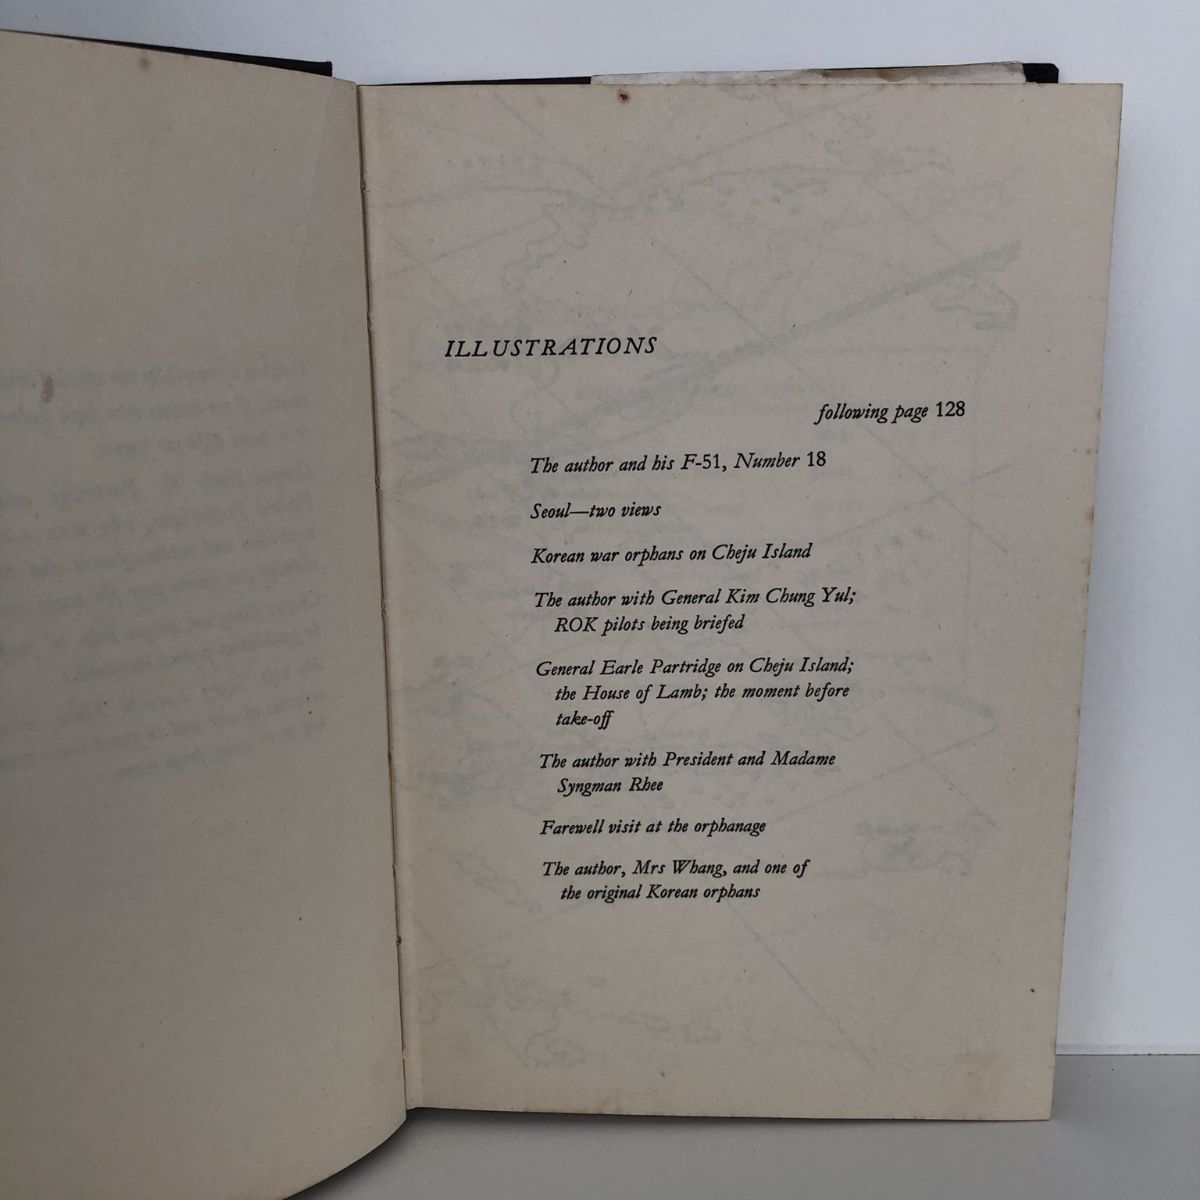 ILLUSTRATIONS
following page 128
The author and his F-51, Number 18
Seoul—two views
Korean war orphans on Cheju Island
The author with General Kim Chung Yul;
ROK pilots being briefed
General Earle Partridge on Cheju Island;
the House of Lamb; the moment before
take-off
The author with President and Madame
Syngman Rhee
Farewell visit at the orphanage
The author, Mrs Whang, and one of
the original Korean orphans